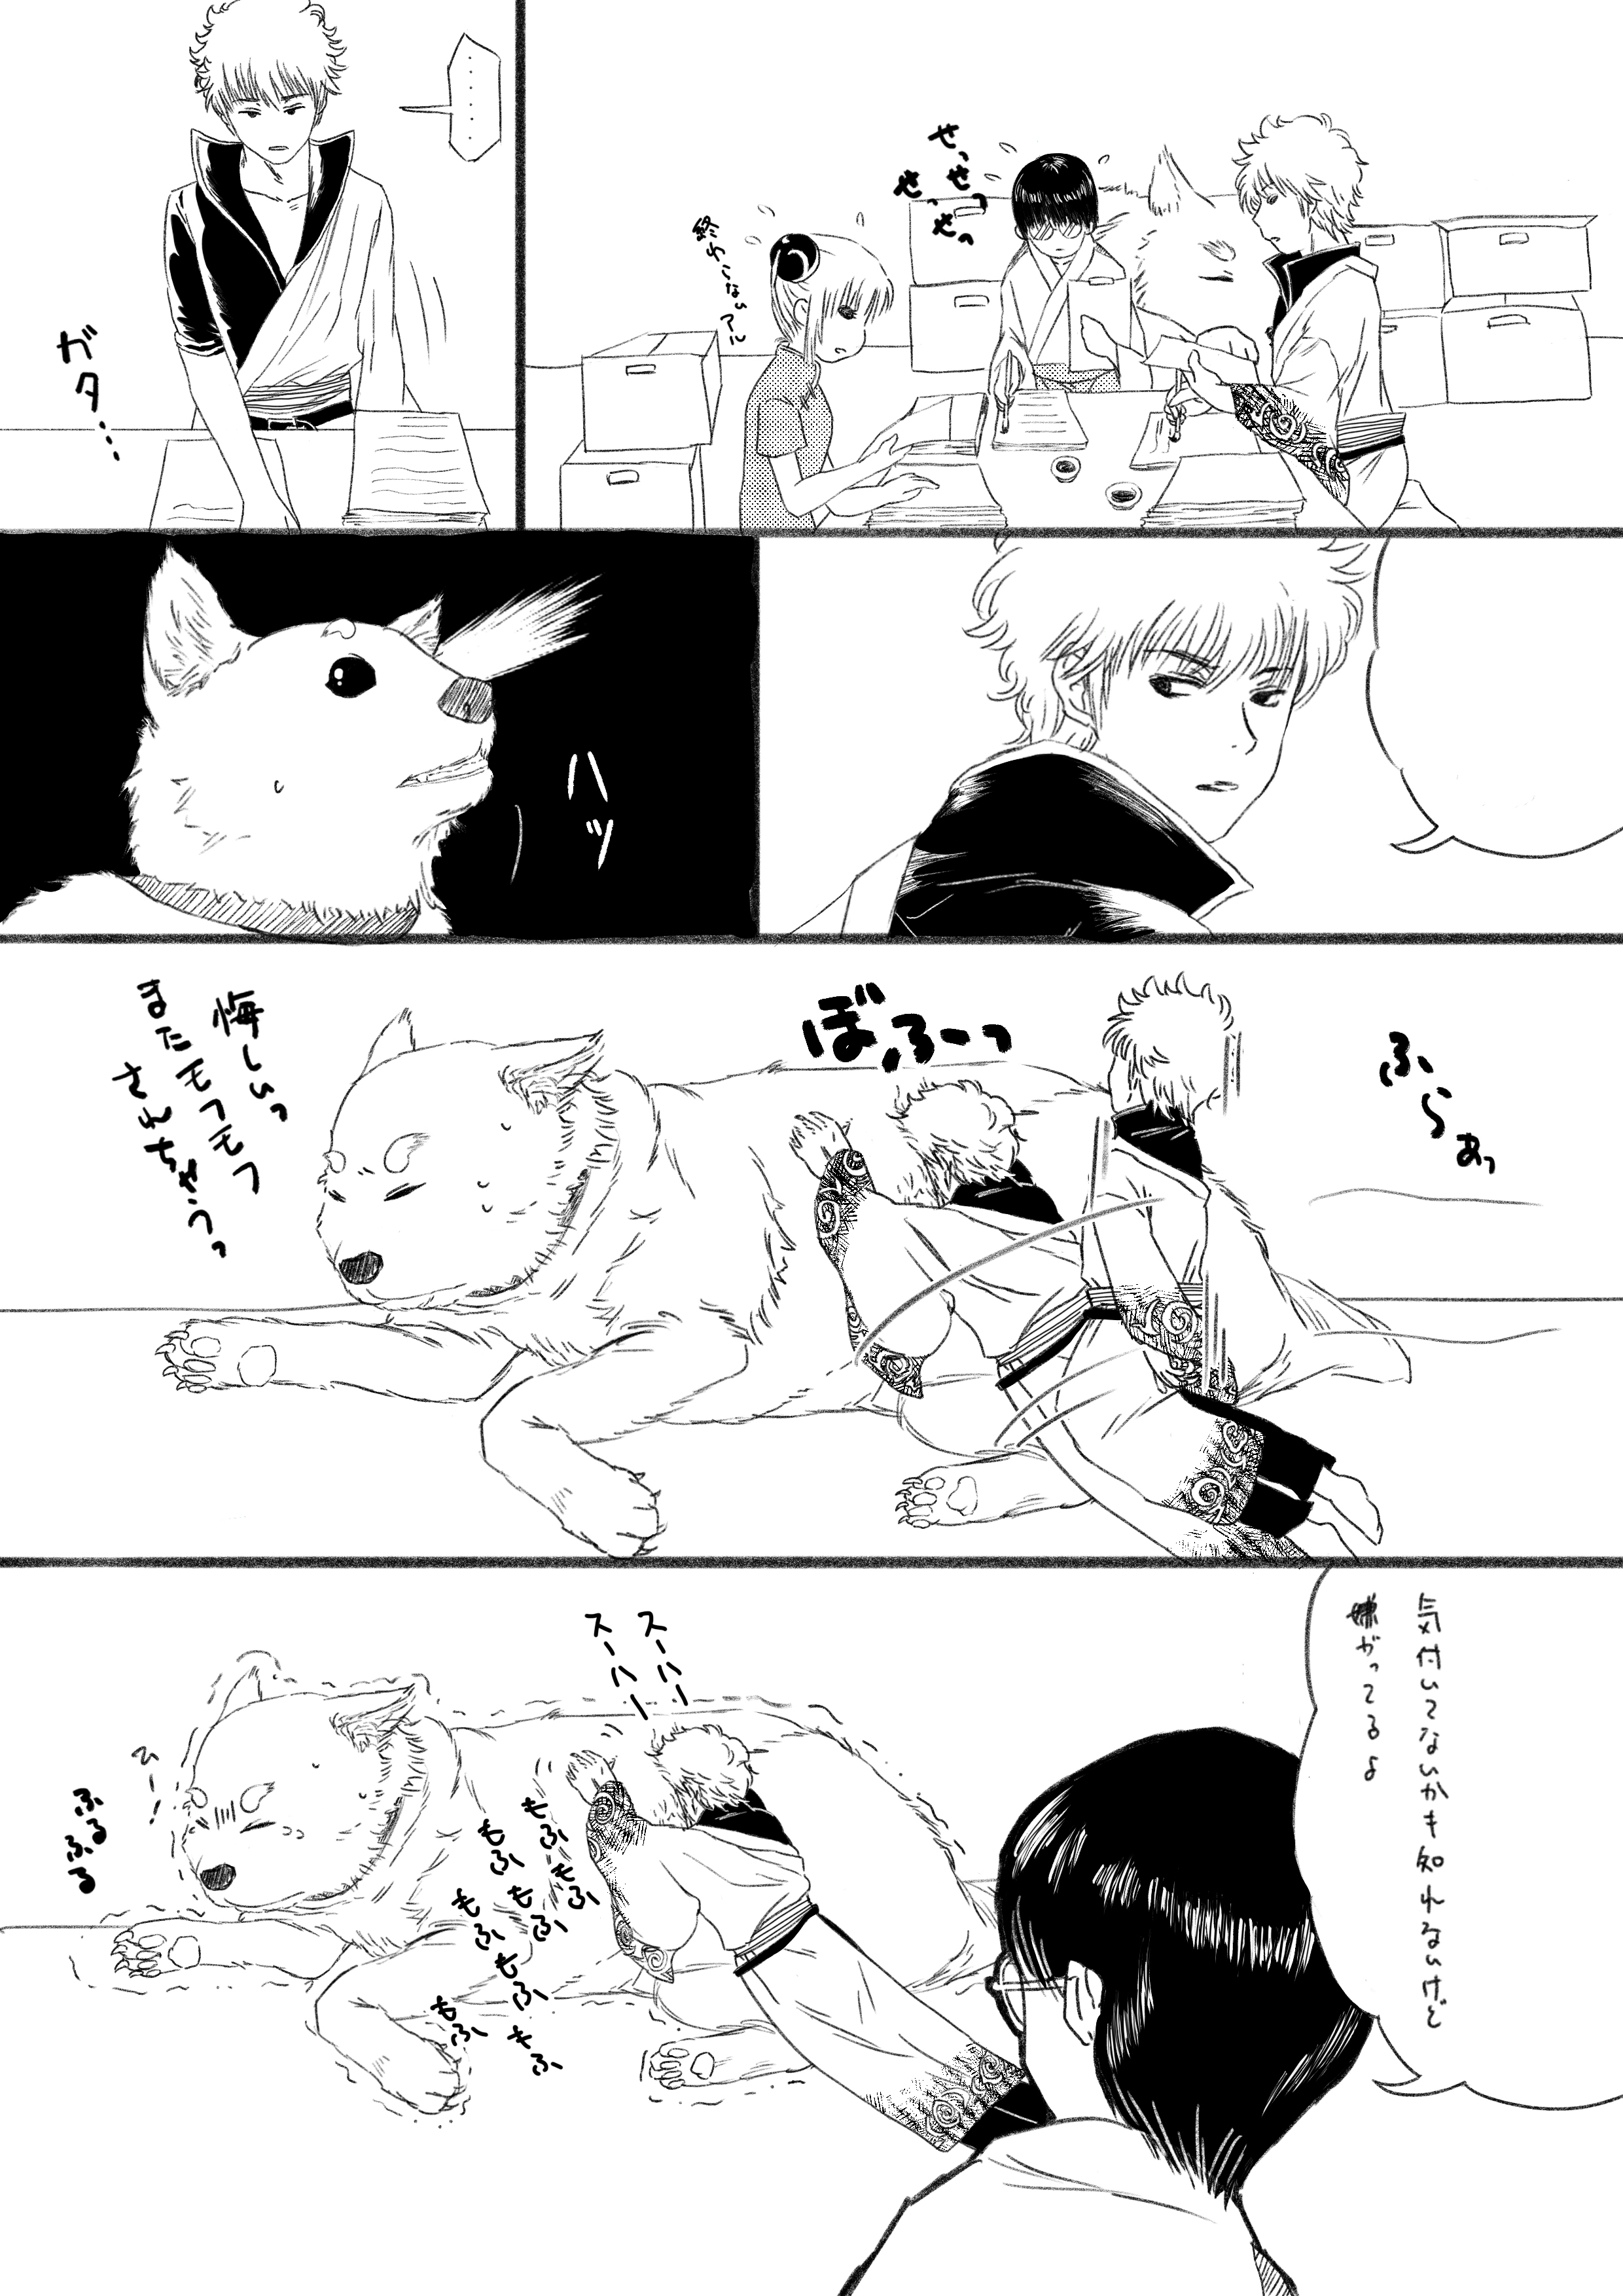 せっせっ
せっせっ
終わらないアル
……
ガタ…
ハッ
ふらぁっ
ぼふーっ
悔しいっ
またモフモフ
されちゃうっ
気付いてないかも知れないけど
嫌がってるよ
スーハー
スーハー
もふもふ
もふもふ
もふもふ
もふもふ
ひー!
ふるふる